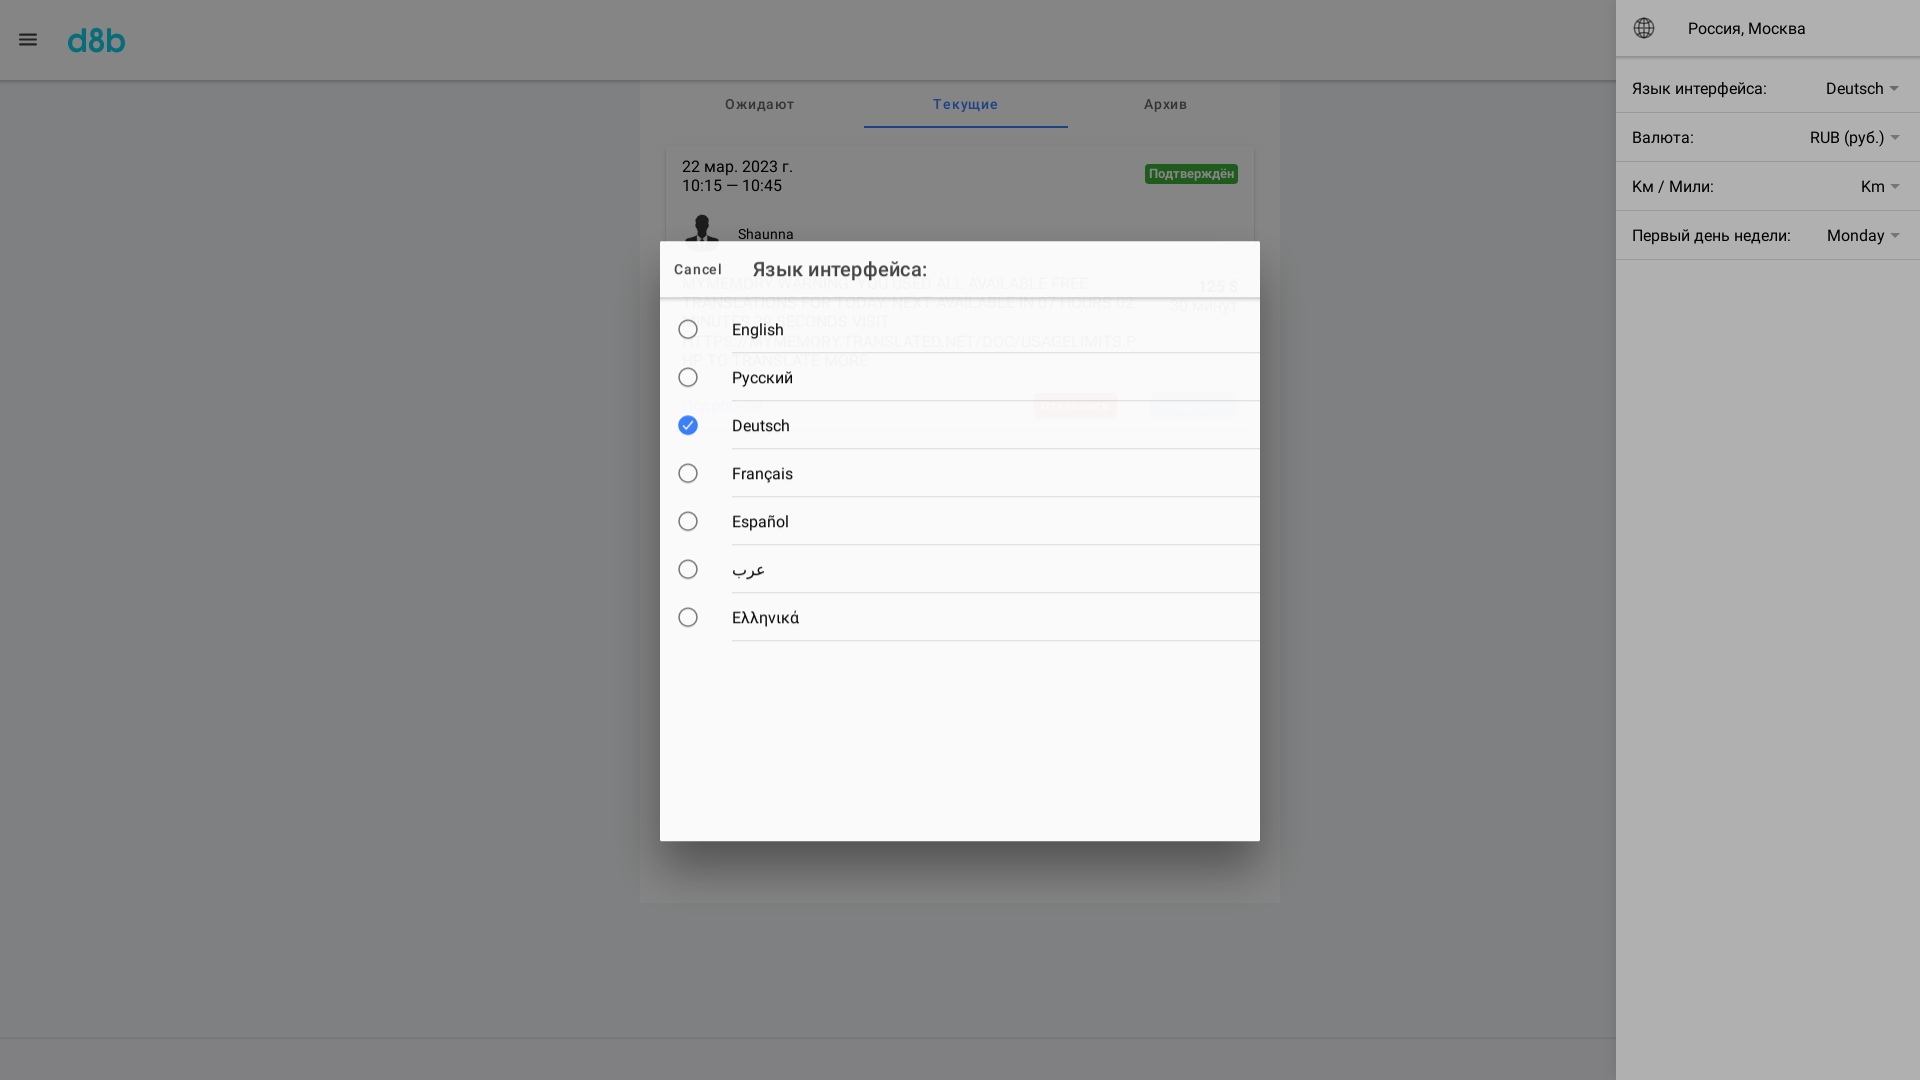 d8b
Россия, Москва
Ожидают
Текущие
Архив
Язык интерфейса:
Deutsch
Валюта:
RUB (руб.)
Км / Мили:
Km
Первый день недели:
Monday
22 мар. 2023 г.
10:15 — 10:45
Подтверждён
Shaunna
Cancel
Язык интерфейса:
MYMEMORY WARNING: YOU USED ALL AVAILABLE FREE
TRANSLATIONS FOR TODAY. NEXT AVAILABLE IN 07 HOURS 02
SECONDS VISIT
HTTPS://MYMEMORY.TRANSLATED.NET/DOC/USAGELIMITS.P
HP TO TRANSLATE MORE
125 $
30 минут
English
Русский
Deutsch
Français
Español
عرب
Ελληνικά